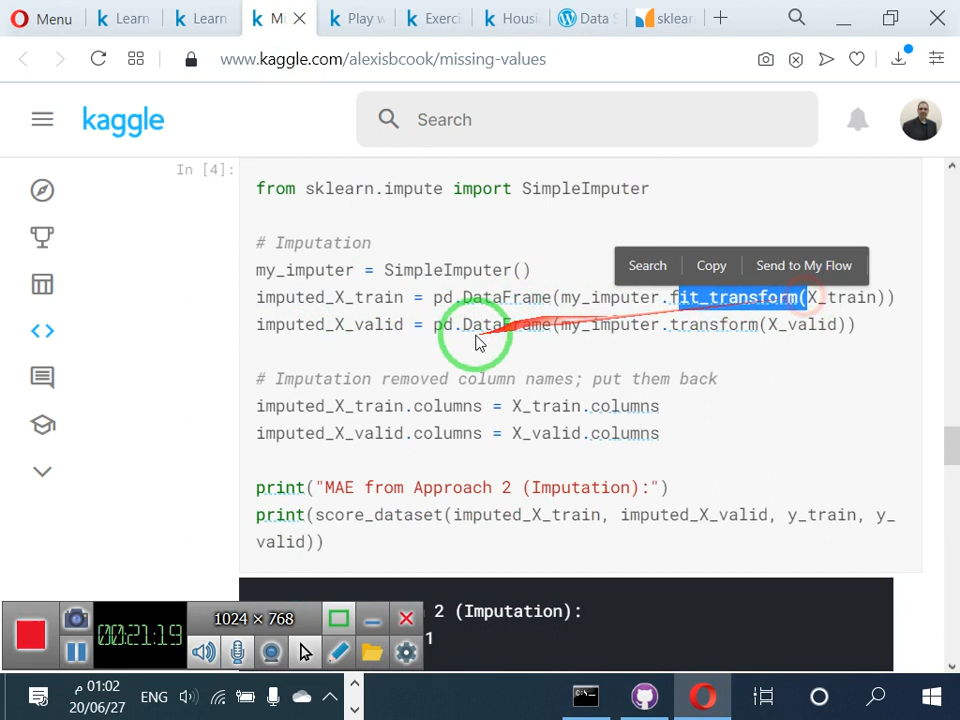 Menu
Learn
Learn
Mi
Play w
Exerci
Housi
Data S
sklear
www.kaggle.com/alexisbcook/missing-values
kaggle
Search
In [4]:
from sklearn.impute import SimpleImputer
# Imputation
my_imputer = SimpleImputer()
Search Copy Send to My Flow
imputed_X_train = pd.DataFrame(my_imputer.fit_transform(X_train))
imputed_X_valid = pd.DataFrame(my_imputer.transform(X_valid))
# Imputation removed column names; put them back
imputed_X_train.columns = X_train.columns
imputed_X_valid.columns = X_valid.columns
print("MAE from Approach 2 (Imputation):")
print(score_dataset(imputed_X_train, imputed_X_valid, y_train, y_
valid))
2 (Imputation):
1
1024 × 768
00:21:19
01:02 م
ENG
20/06/27